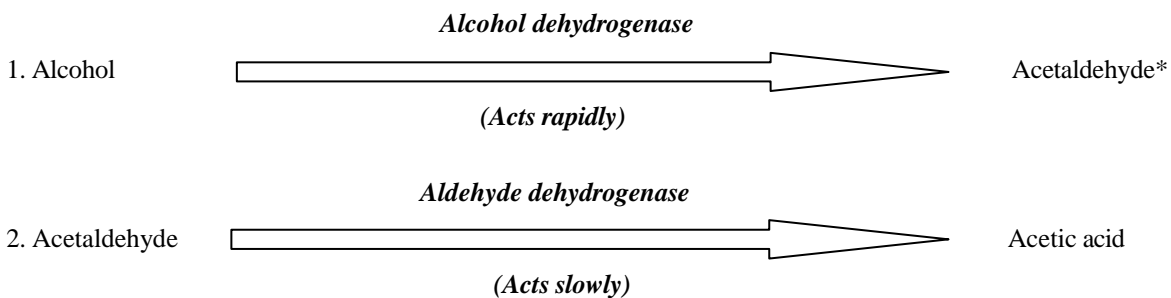 Alcohol dehydrogenase
1. Alcohol Acetaldehyde*
(Acts rapidly)
Aldehyde dehydrogenase
2. Acetaldehyde Acetic acid
(Acts slowly)